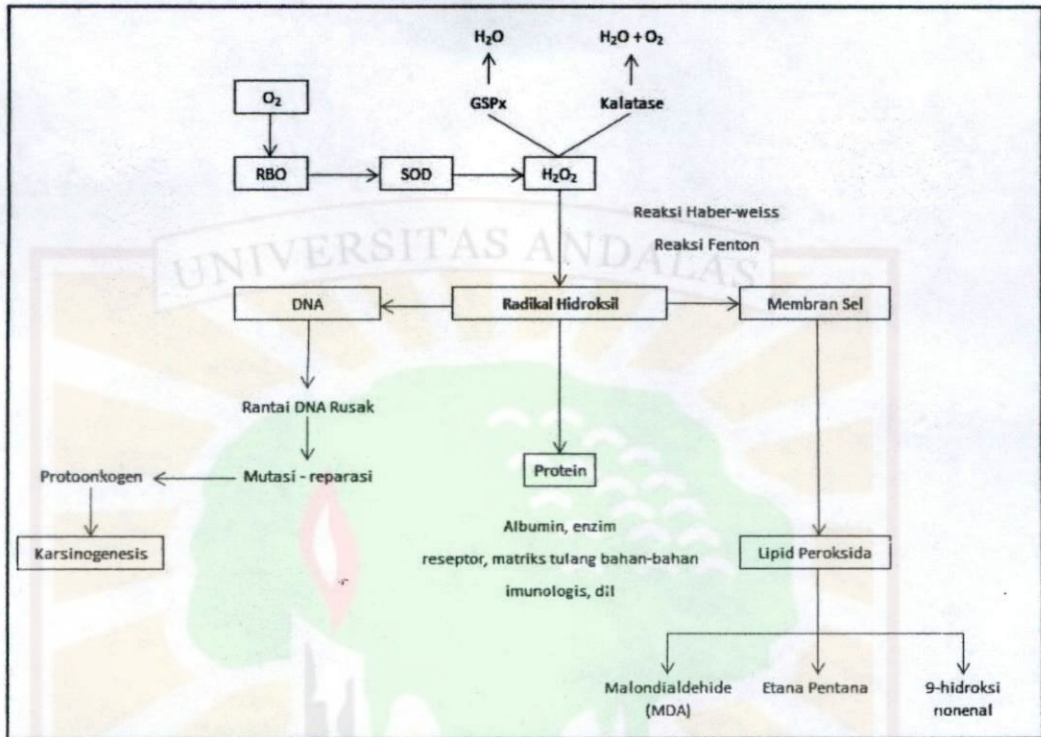 H₂O
H₂O + O₂
O₂
GSPx
Kalatase
RBO
SOD
H₂O₂
Reaksi Haber-weiss
Reaksi Fenton
UNIVERSITAS ANDALAS
DNA
Radikal Hidroksil
Membran Sel
Rantai DNA Rusak
Protoonkogen
Mutasi - reparasi
Protein
Karsinogenesis
Albumin, enzim
reseptor, matriks tulang bahan-bahan
imunologis, dil
Lipid Peroksida
Malondialdehide
(MDA)
Etana Pentana
9-hidroksi
nonenal